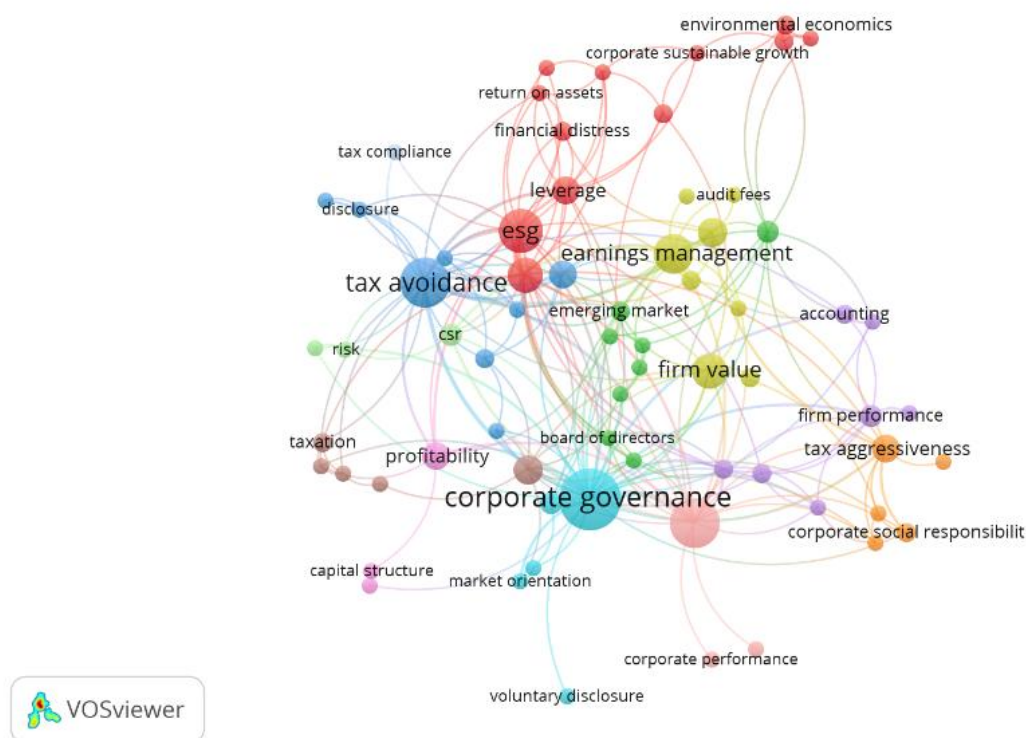 environmental economics
corporate sustainable growth
return on assets
financial distress
tax compliance
leverage
audit fees
disclosure
esg
earnings management
tax avoidance
emerging market
accounting
csr
risk
firm value
firm performance
taxation
board of directors
profitability
tax aggressiveness
corporate governance
corporate social responsibilit
capital structure
market orientation
corporate performance
voluntary disclosure
VOSviewer